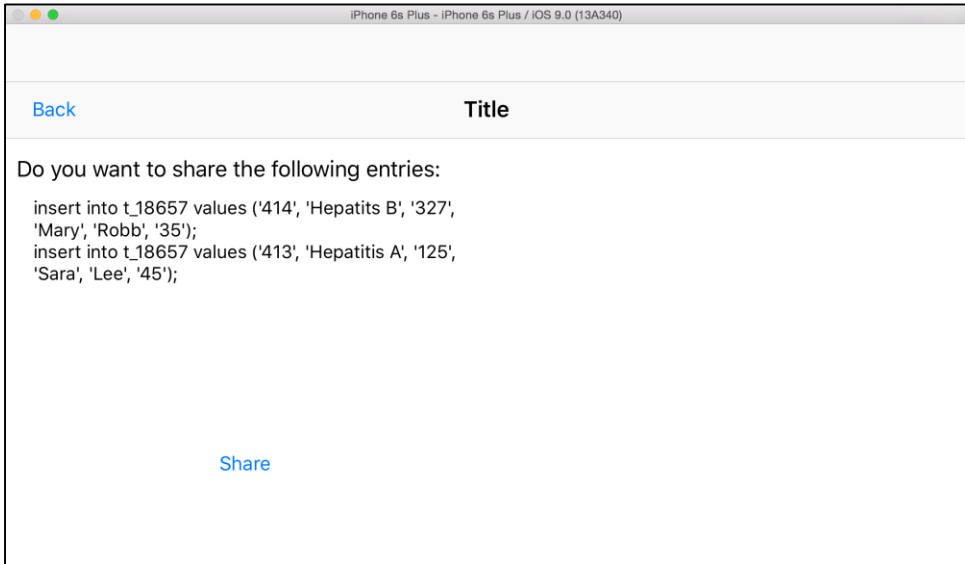 iPhone 6s Plus - iPhone 6s Plus / iOS 9.0 (13A340)
Back
Title
Do you want to share the following entries:
insert into t_18657 values ('414', 'Hepatits B', '327',
'Mary', 'Robb', '35');
insert into t_18657 values ('413', 'Hepatitis A', '125',
'Sara', 'Lee', '45');
Share